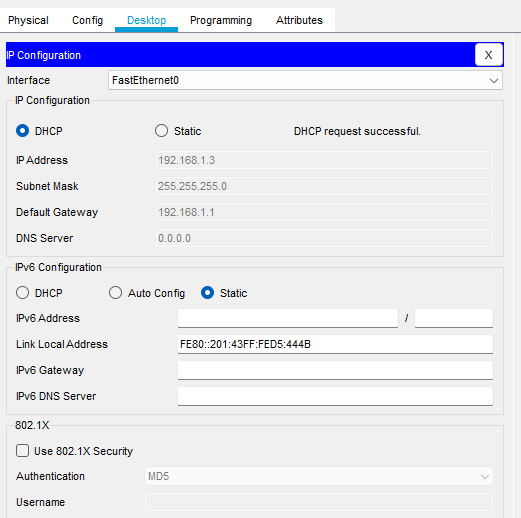 Physical Config Desktop Programming Attributes
IP Configuration X
Interface FastEthernet0
IP Configuration
DHCP Static DHCP request successful.
IP Address 192.168.1.3
Subnet Mask 255.255.255.0
Default Gateway 192.168.1.1
DNS Server 0.0.0.0
IPv6 Configuration
DHCP Auto Config Static
IPv6 Address /
Link Local Address FE80::201:43FF:FED5:444B
IPv6 Gateway
IPv6 DNS Server
802.1X
Use 802.1X Security
Authentication MD5
Username